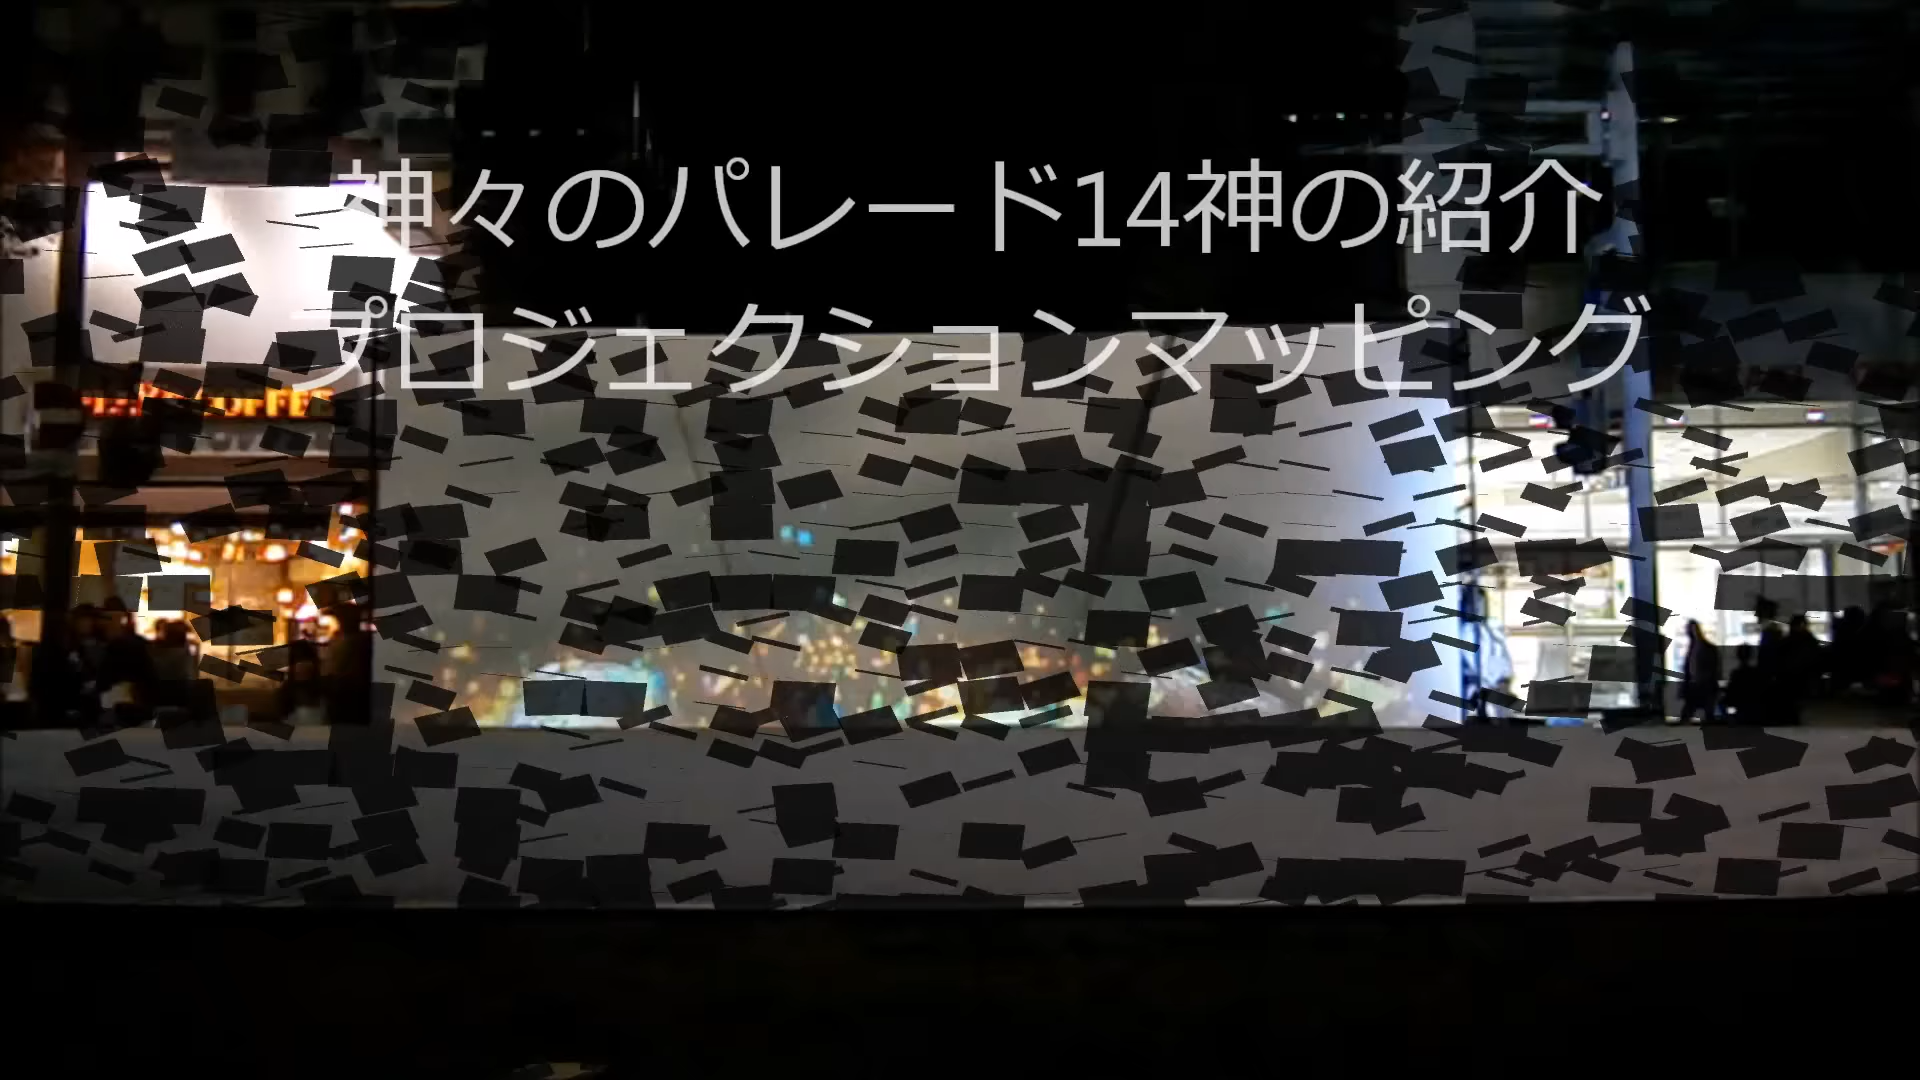 神々のパレード14神の紹介
プロジェクションマッピング